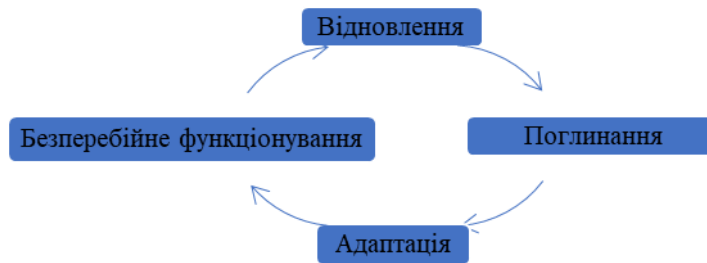 Відновлення
Безперебійне функціонування
Поглинання
Адаптація